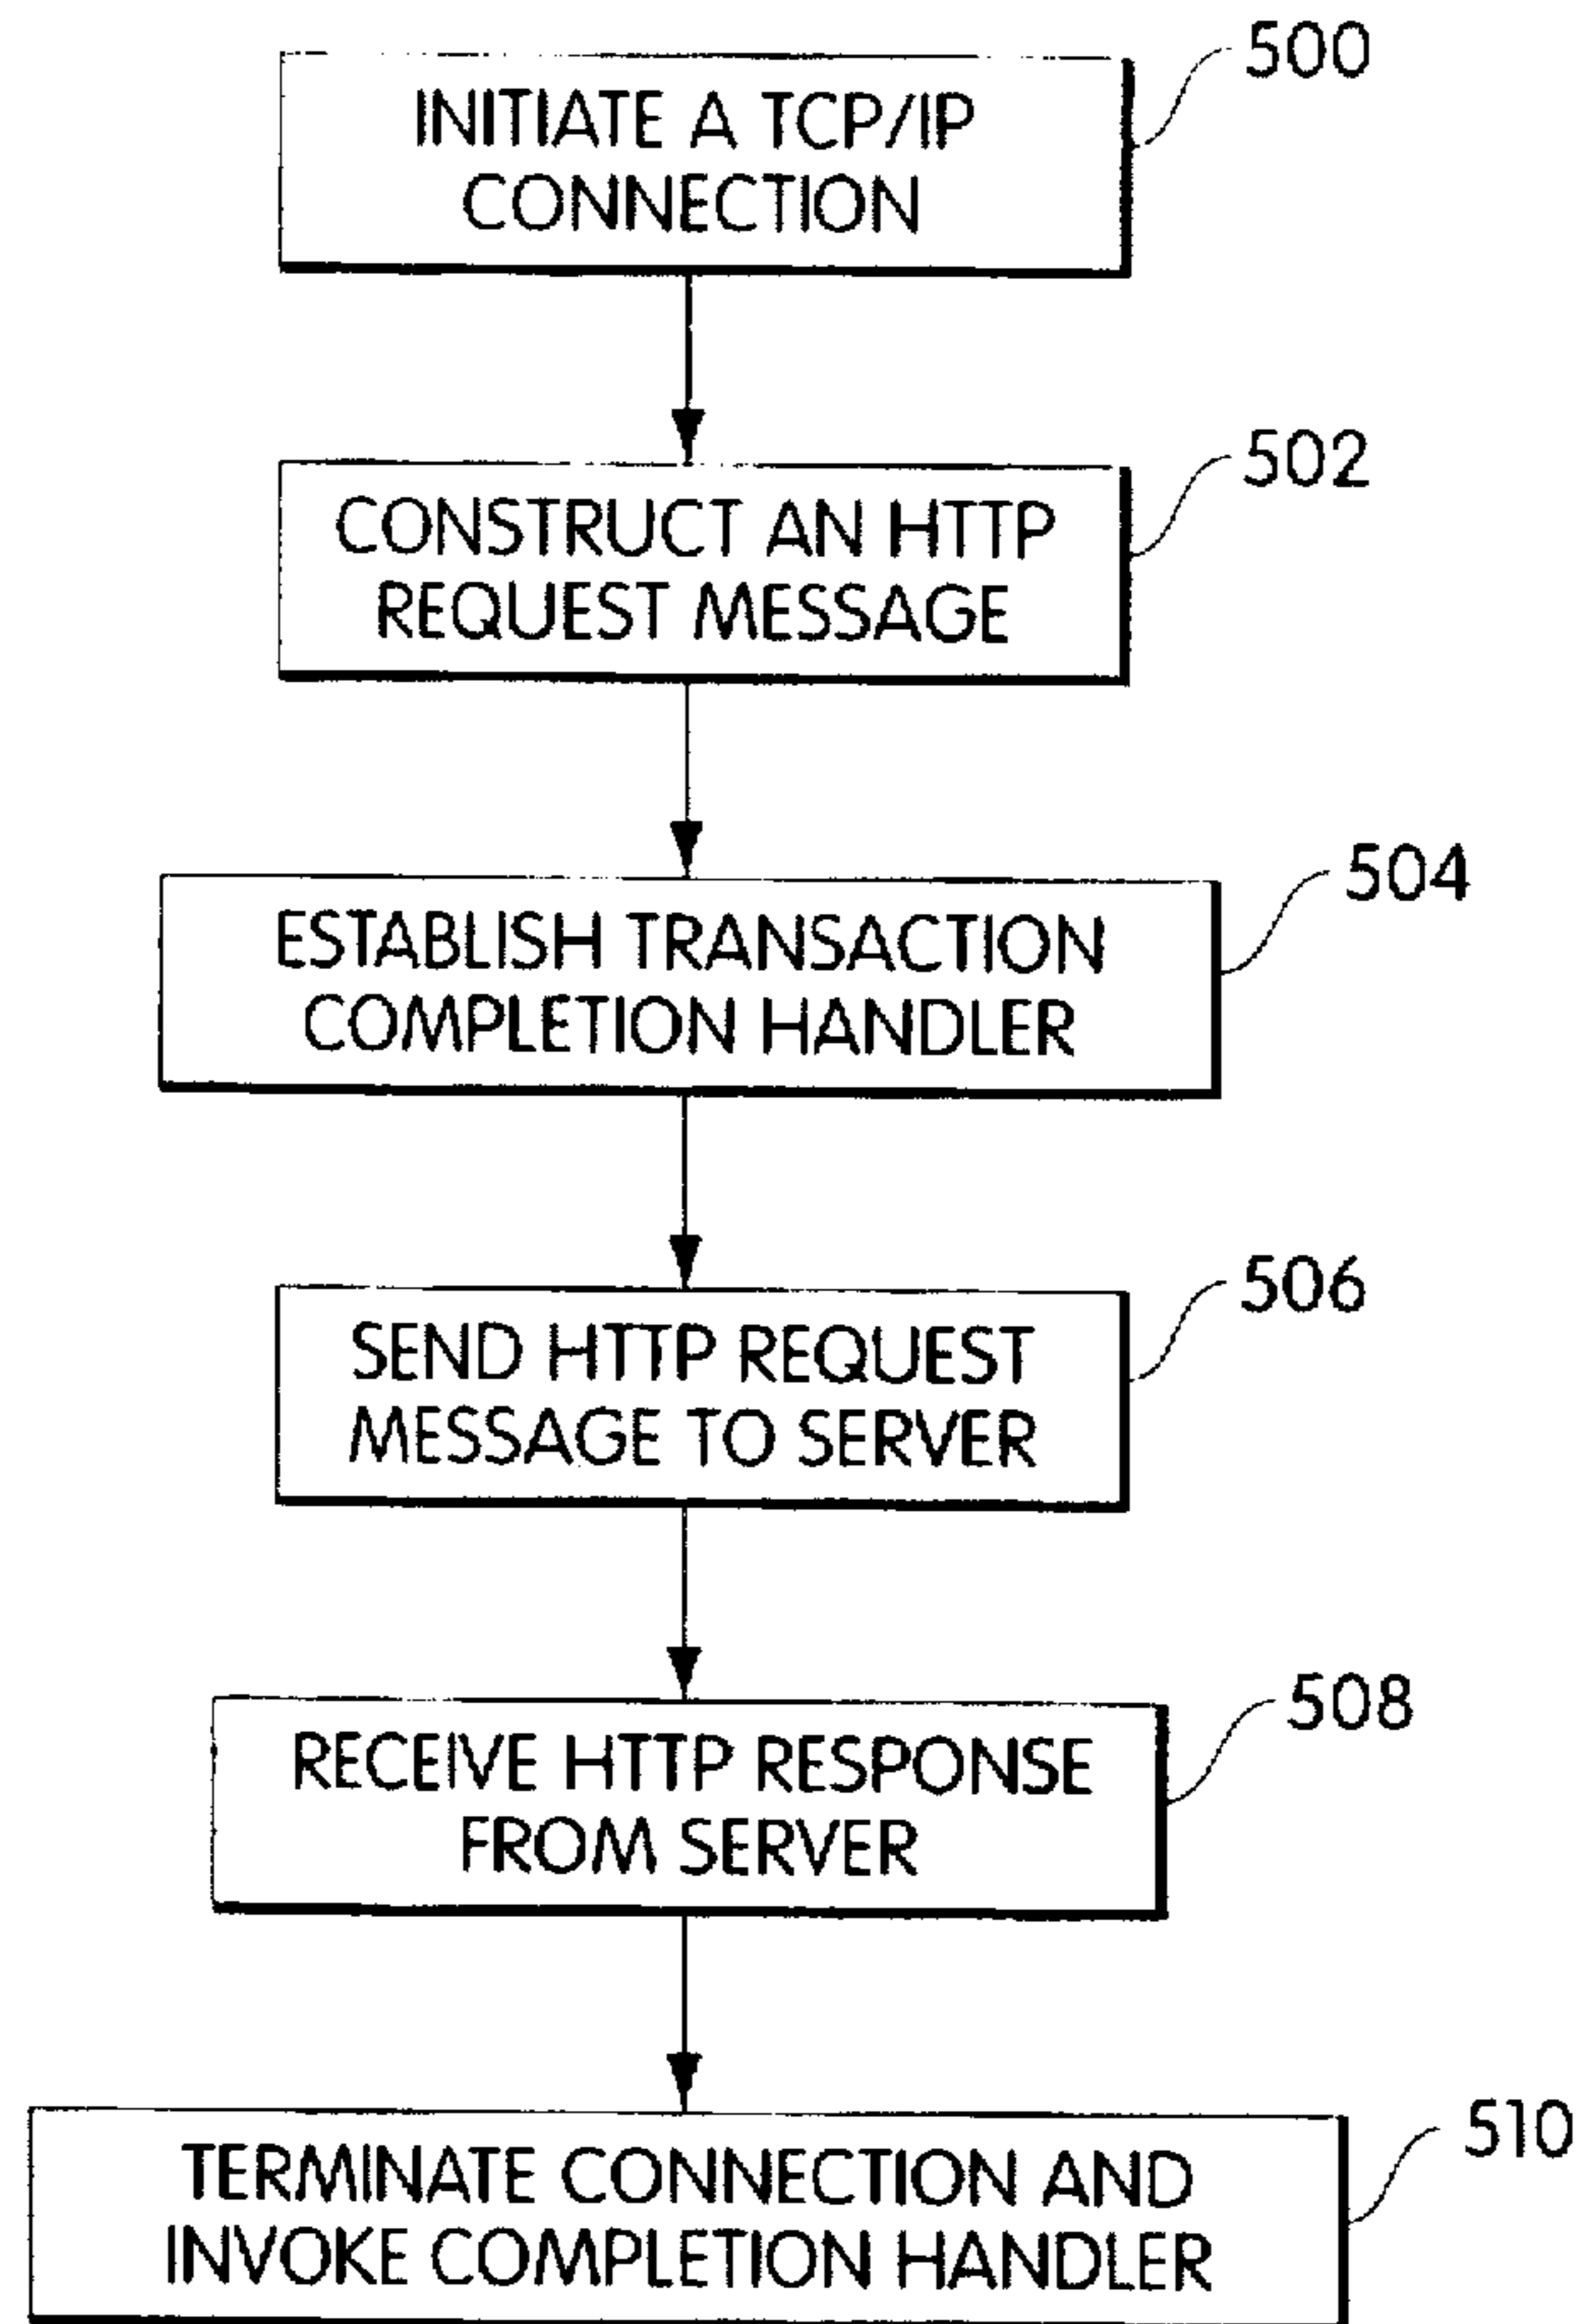 500
INITIATE A TCP/IP
CONNECTION
502
CONSTRUCT AN HTTP
REQUEST MESSAGE
504
ESTABLISH TRANSACTION
COMPLETION HANDLER
506
SEND HTTP REQUEST
MESSAGE TO SERVER
508
RECEIVE HTTP RESPONSE
FROM SERVER
510
TERMINATE CONNECTION AND
INVOKE COMPLETION HANDLER